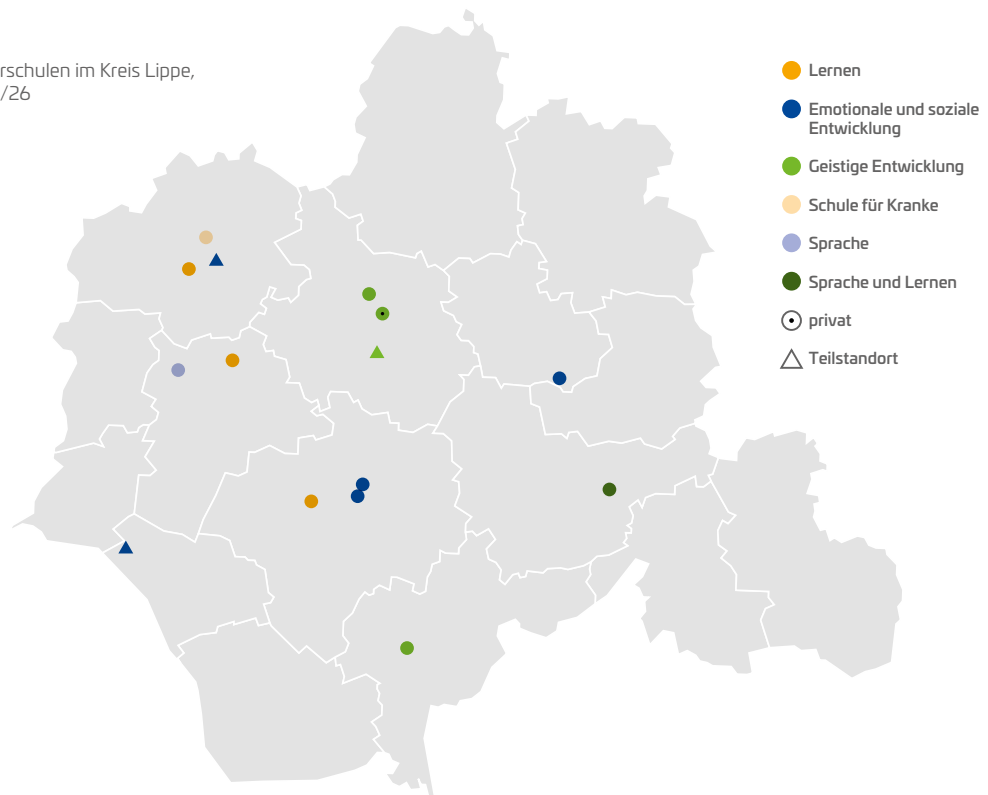 rschulen im Kreis Lippe,
/26
Lernen
Emotionale und soziale
Entwicklung
Geistige Entwicklung
Schule für Kranke
Sprache
Sprache und Lernen
privat
Teilstandort